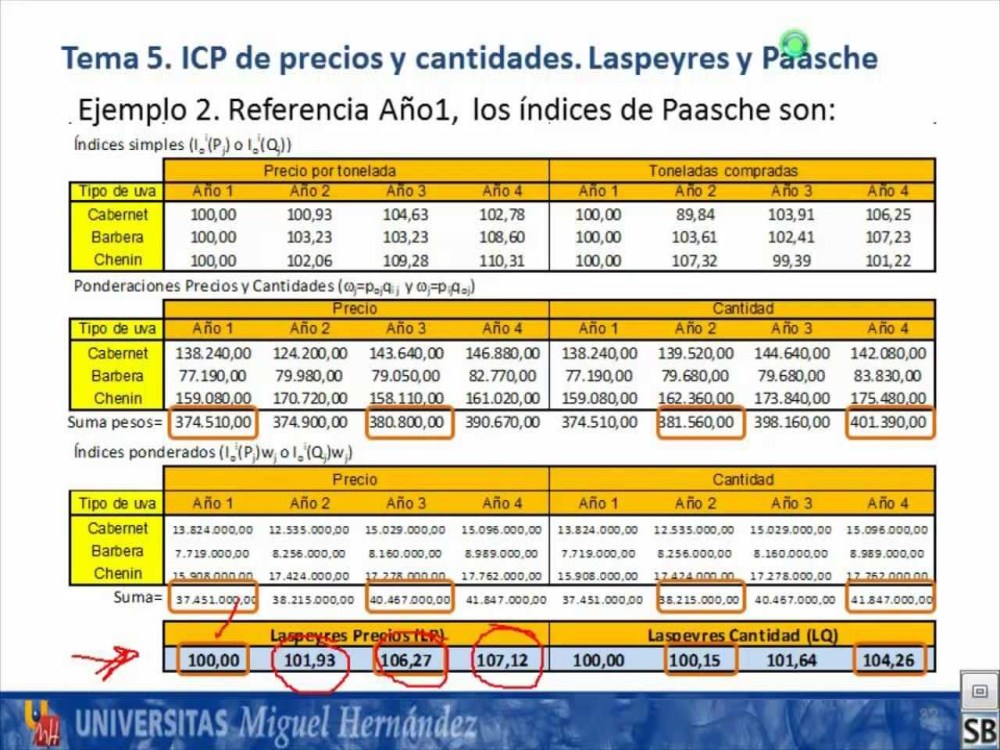 Tema 5. ICP de precios y cantidades. Laspeyres y Paasche
Ejemplo 2. Referencia Año1, los índices de Paasche son:
Índices simples (I₀ⁱ(Pⱼ) o I₀ⁱ(Qⱼ))
Precio por tonelada Toneladas compradas
Tipo de uva Año 1 Año 2 Año 3 Año 4 Año 1 Año 2 Año 3 Año 4
Cabernet 100,00 100,93 104,63 102,78 100,00 89,84 103,91 106,25
Barbera 100,00 103,23 103,23 108,60 100,00 103,61 102,41 107,23
Chenin 100,00 102,06 109,28 110,31 100,00 107,32 99,39 101,22
Ponderaciones Precios y Cantidades (ωⱼ=p₀ⱼqᵢⱼ y ωⱼ=pᵢⱼq₀ⱼ)
Precio Cantidad
Tipo de uva Año 1 Año 2 Año 3 Año 4 Año 1 Año 2 Año 3 Año 4
Cabernet 138.240,00 124.200,00 143.640,00 146.880,00 138.240,00 139.520,00 144.640,00 142.080,00
Barbera 77.190,00 79.980,00 79.050,00 82.770,00 77.190,00 79.680,00 79.680,00 83.830,00
Chenin 159.080,00 170.720,00 158.110,00 161.020,00 159.080,00 162.360,00 173.840,00 175.480,00
Suma pesos= 374.510,00 374.900,00 380.800,00 390.670,00 374.510,00 381.560,00 398.160,00 401.390,00
Índices ponderados (I₀ⁱ(Pⱼ)wⱼ o I₀ⁱ(Qⱼ)wⱼ)
Precio Cantidad
Tipo de uva Año 1 Año 2 Año 3 Año 4 Año 1 Año 2 Año 3 Año 4
Cabernet 13.824.000,00 12.535.000,00 15.029.000,00 15.096.000,00 13.824.000,00 12.535.000,00 15.029.000,00 15.096.000,00
Barbera 7.719.000,00 8.256.000,00 8.160.000,00 8.989.000,00 7.719.000,00 8.256.000,00 8.160.000,00 8.989.000,00
Chenin 15.908.000,00 17.424.000,00 17.278.000,00 17.762.000,00 15.908.000,00 17.424.000,00 17.278.000,00 17.762.000,00
Suma= 37.451.000,00 38.215.000,00 40.467.000,00 41.847.000,00 37.451.000,00 38.215.000,00 40.467.000,00 41.847.000,00
Laspeyres Precios (LP) Laspeyres Cantidad (LQ)
100,00 101,93 106,27 107,12 100,00 100,15 101,64 104,26
UNIVERSITAS Miguel Hernández
SB